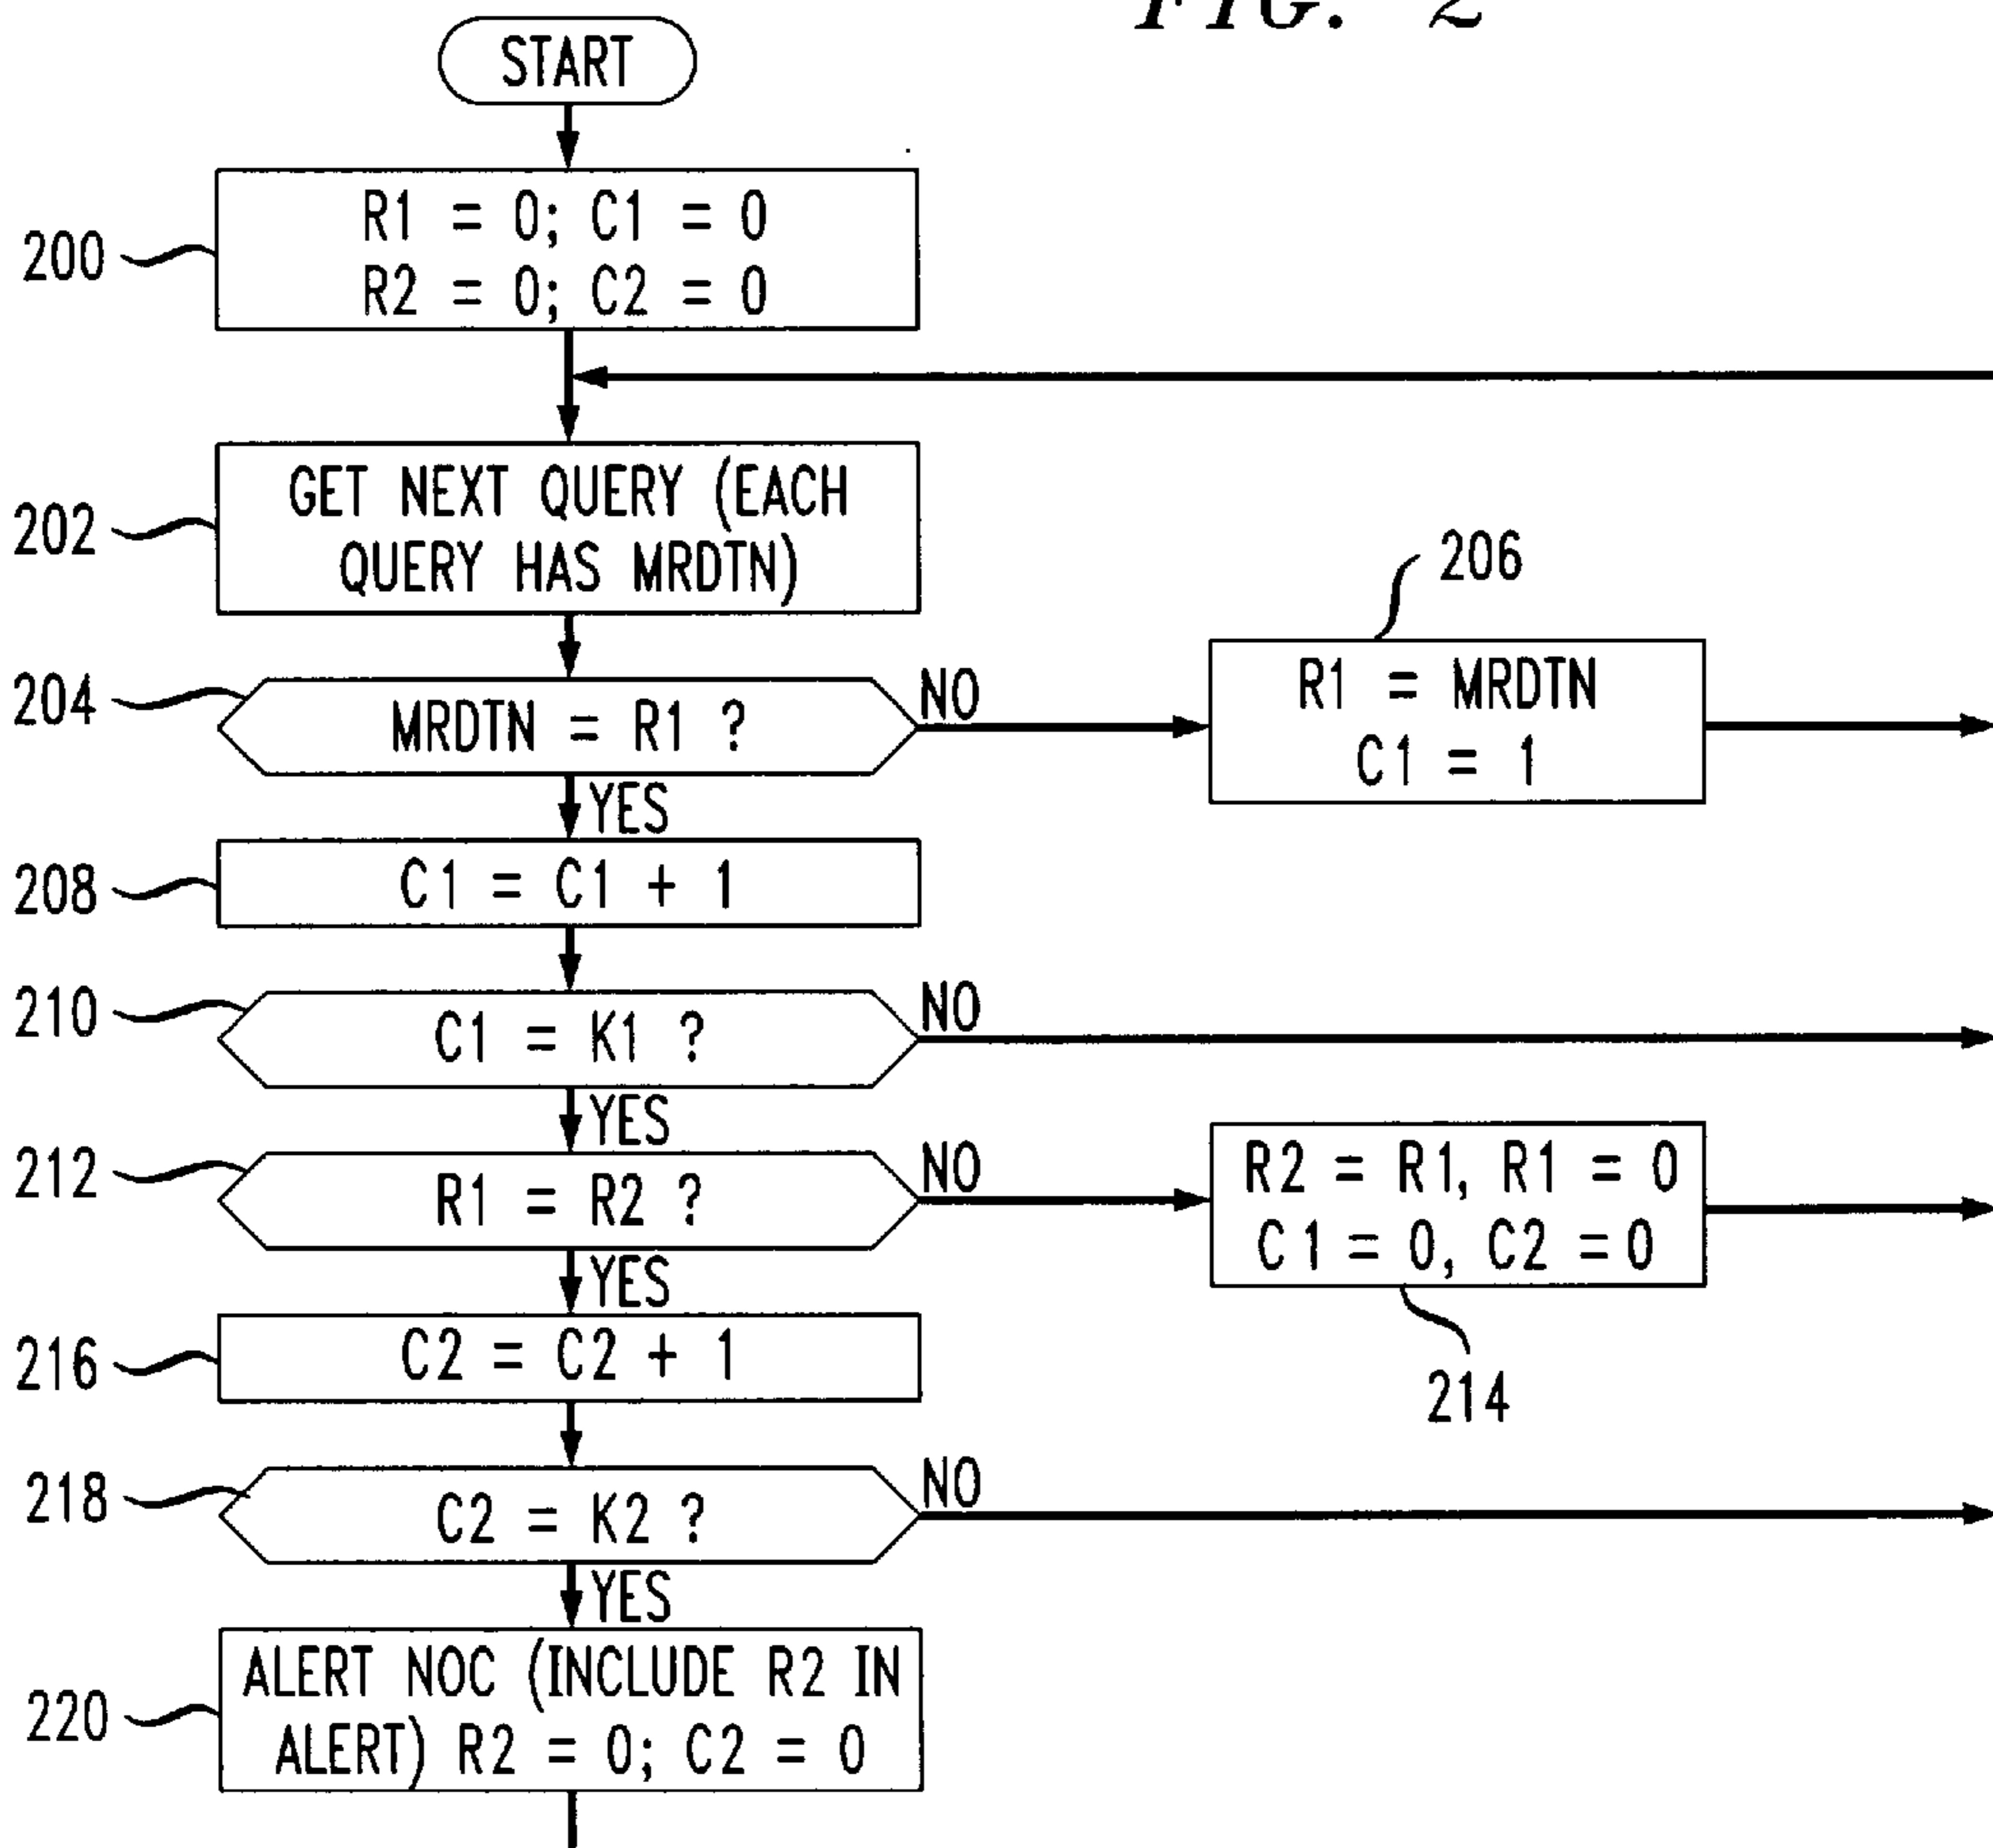 FIG. 2
START
200
R1 = 0; C1 = 0
R2 = 0; C2 = 0
202
GET NEXT QUERY (EACH
QUERY HAS MRDTN)
204
MRDTN = R1 ?
NO
206
R1 = MRDTN
C1 = 1
YES
208
C1 = C1 + 1
210
C1 = K1 ?
NO
YES
212
R1 = R2 ?
NO
R2 = R1, R1 = 0
C1 = 0, C2 = 0
214
YES
216
C2 = C2 + 1
218
C2 = K2 ?
NO
YES
220
ALERT NOC (INCLUDE R2 IN
ALERT) R2 = 0; C2 = 0